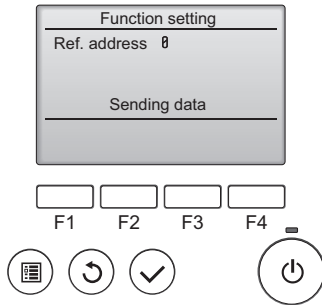 Function setting
Ref. address 0
Sending data
F1 F2 F3 F4